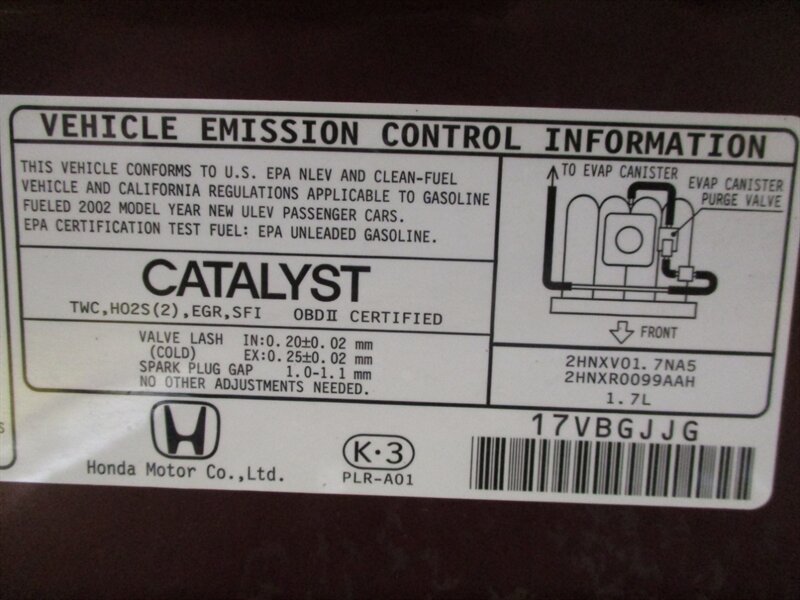 VEHICLE EMISSION CONTROL INFORMATION
THIS VEHICLE CONFORMS TO U.S. EPA NLEV AND CLEAN-FUEL
VEHICLE AND CALIFORNIA REGULATIONS APPLICABLE TO GASOLINE
FUELED 2002 MODEL YEAR NEW ULEV PASSENGER CARS.
EPA CERTIFICATION TEST FUEL: EPA UNLEADED GASOLINE.
CATALYST
TWC,HO2S(2),EGR,SFI OBDⅡ CERTIFIED
VALVE LASH IN:0.20±0.02 mm
(COLD) EX:0.25±0.02 mm
SPARK PLUG GAP 1.0-1.1 mm
NO OTHER ADJUSTMENTS NEEDED.
TO EVAP CANISTER
EVAP CANISTER
PURGE VALVE
FRONT
2HNXV01.7NA5
2HNXR0099AAH
1.7L
Honda Motor Co.,Ltd.
K·3
PLR-A01
17VBGJJG
S